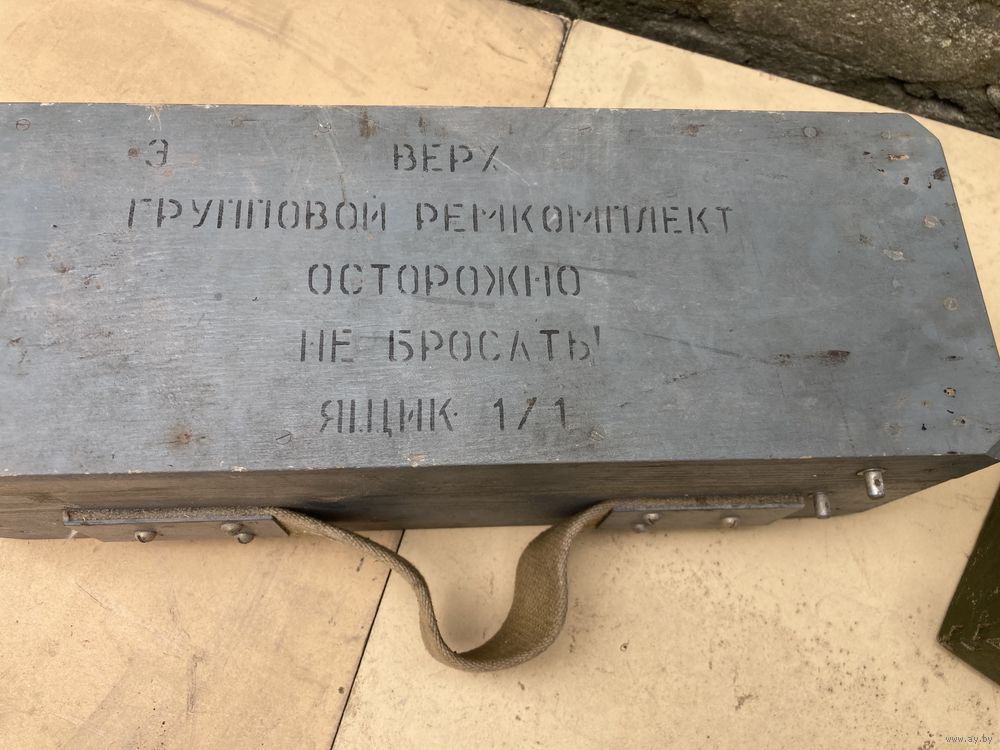 Э ВЕРХ
ГРУППОВОЙ РЕМКОМПЛЕКТ
ОСТОРОЖНО
НЕ БРОСАТЬ!
ЯЩИК 1/1
www.ay.by